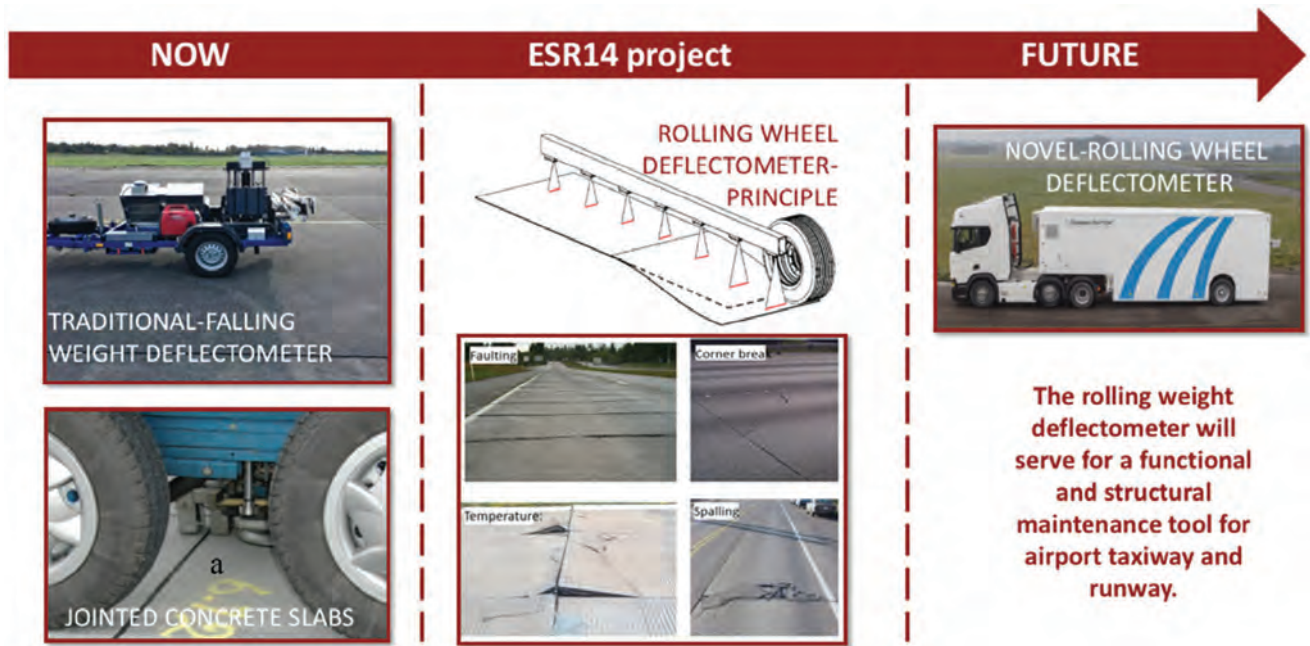 NOW
ESR14 project
FUTURE
TRADITIONAL-FALLING
WEIGHT DEFLECTOMETER
a
JOINTED CONCRETE SLABS
ROLLING WHEEL
DEFLECTOMETER-
PRINCIPLE
Faulting
Corner break
Temperature:
Spalling
NOVEL-ROLLING WHEEL
DEFLECTOMETER
The rolling weight
deflectometer will
serve for a functional
and structural
maintenance tool for
airport taxiway and
runway.